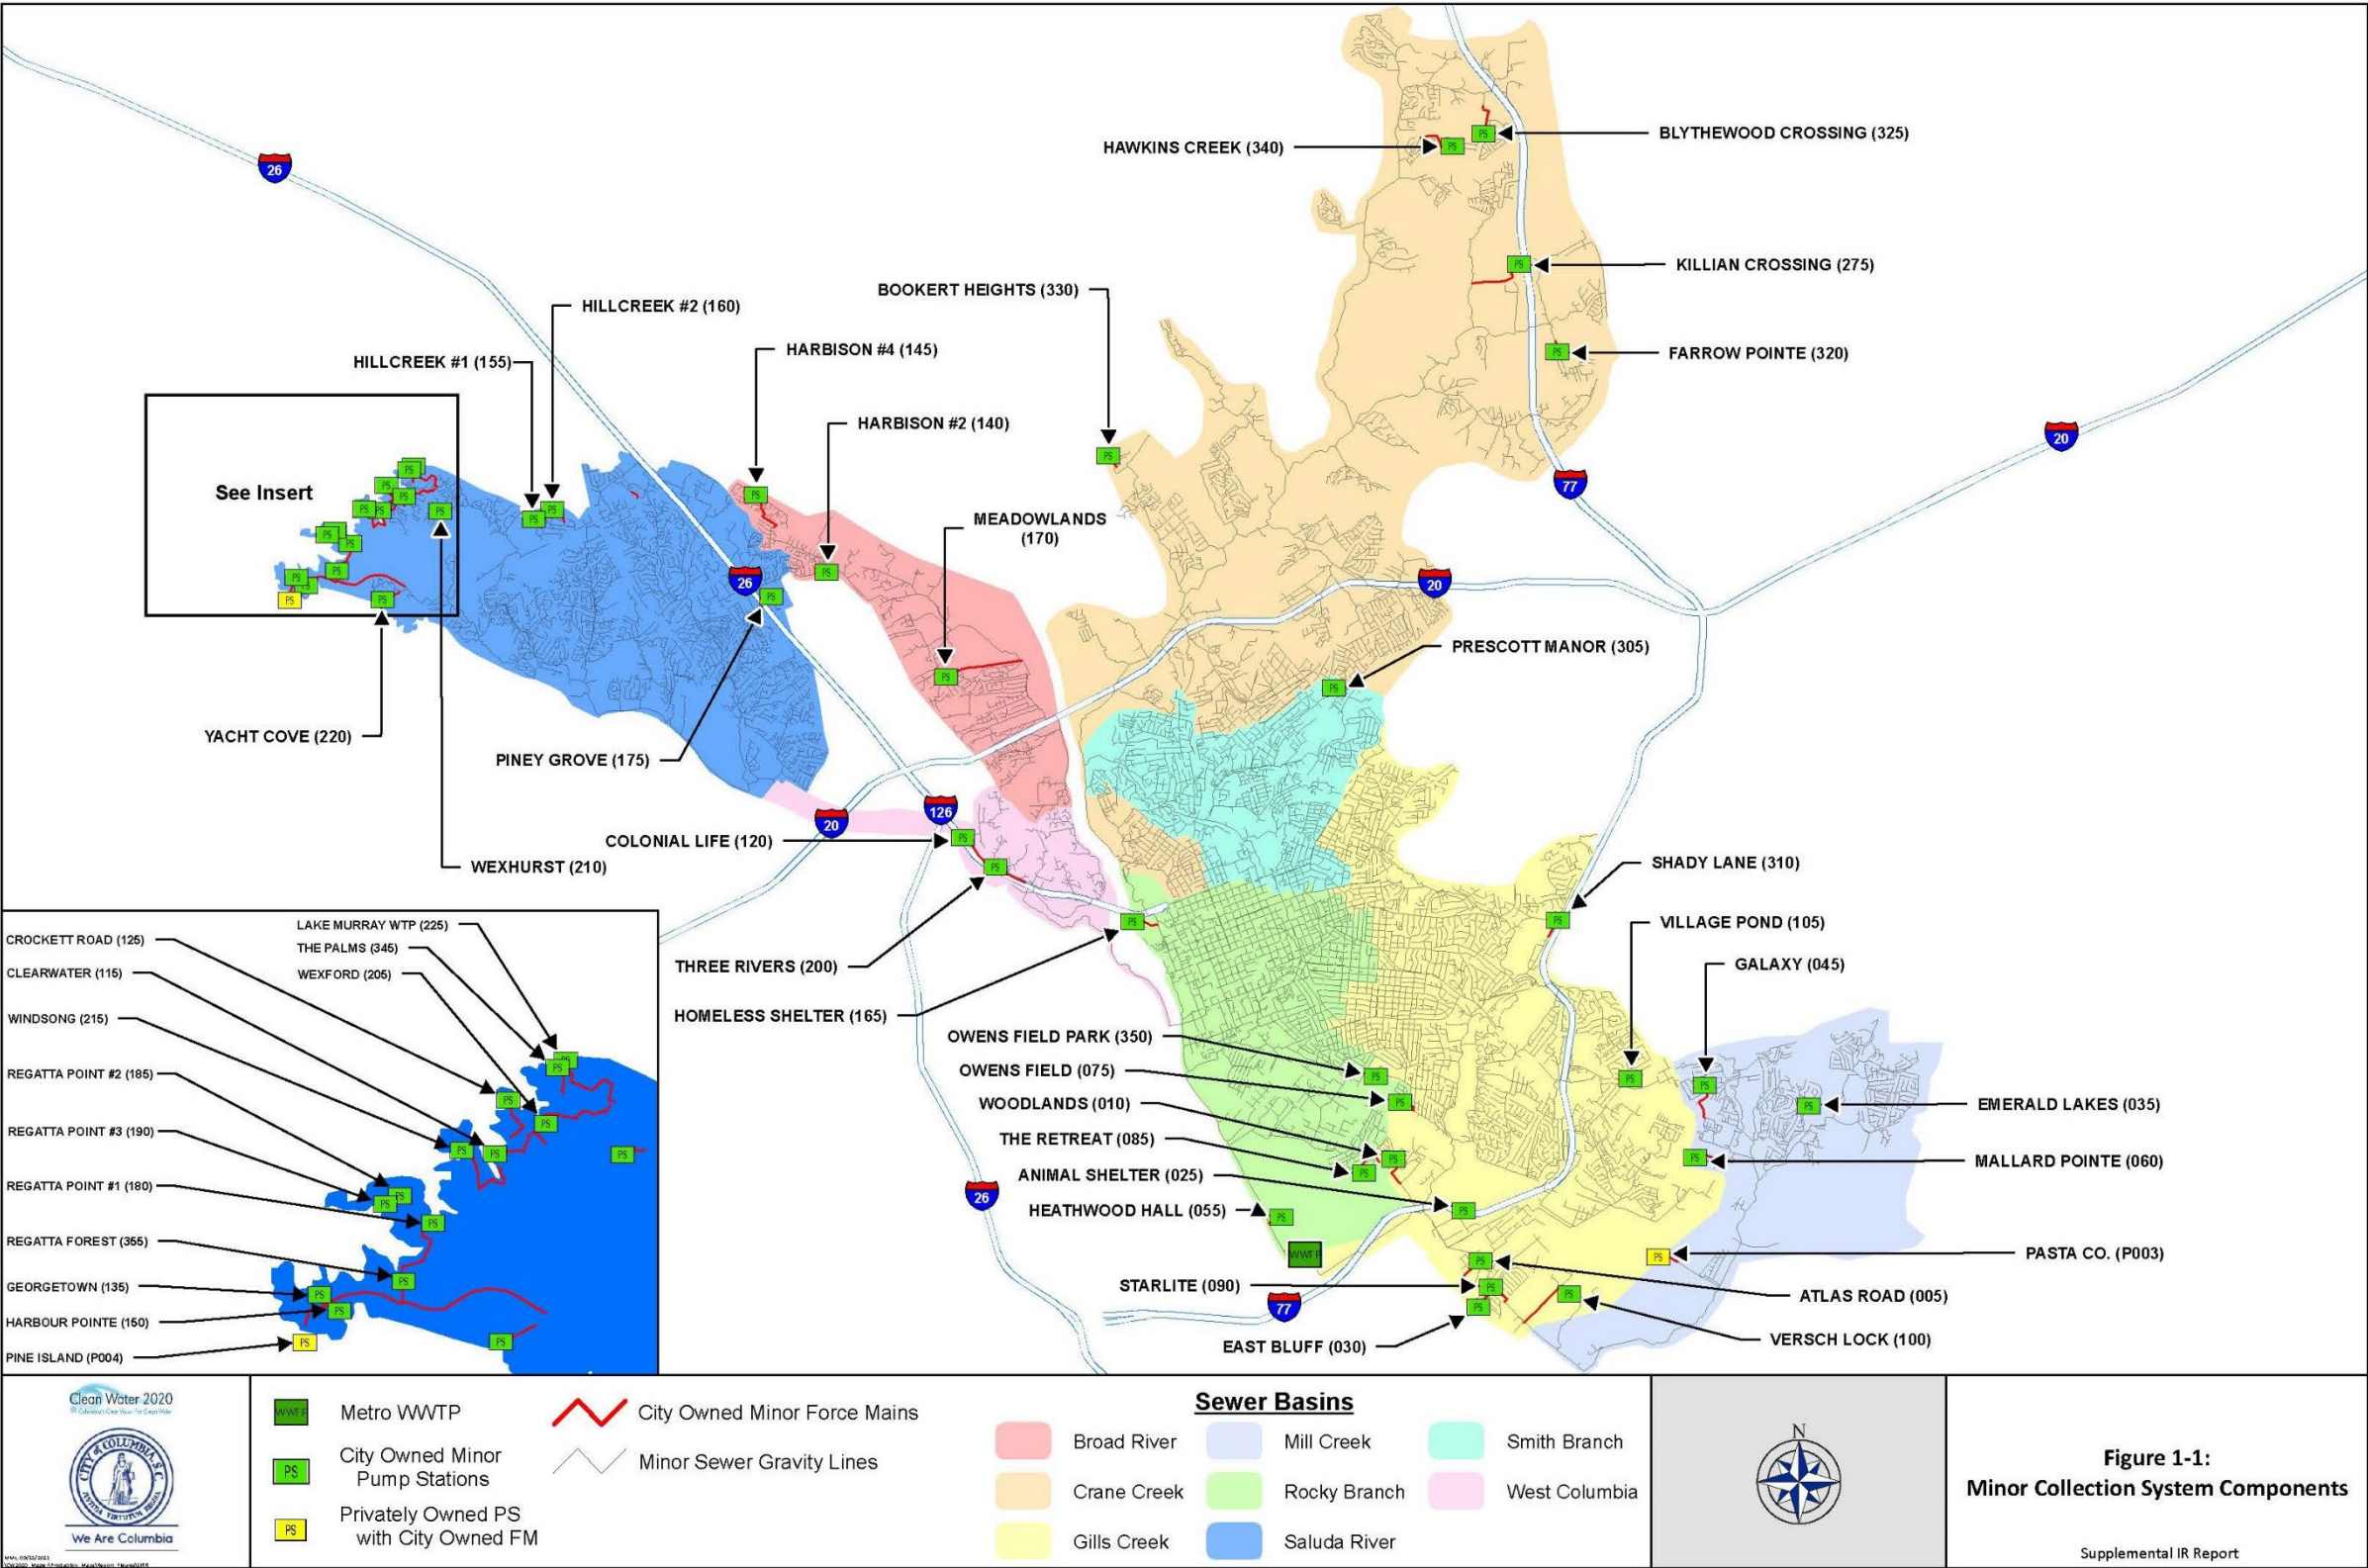 HAWKINS CREEK (340)
BLYTHEWOOD CROSSING (325)
26
KILLIAN CROSSING (275)
BOOKERT HEIGHTS (330)
HILLCREEK #2 (160)
HARBISON #4 (145)
FARROW POINTE (320)
HILLCREEK #1 (155)
HARBISON #2 (140)
20
77
See Insert
MEADOWLANDS
(170)
26
20
PRESCOTT MANOR (305)
YACHT COVE (220)
PINEY GROVE (175)
126
20
COLONIAL LIFE (120)
WEXHURST (210)
SHADY LANE (310)
VILLAGE POND (105)
GALAXY (045)
THREE RIVERS (200)
HOMELESS SHELTER (165)
OWENS FIELD PARK (350)
OWENS FIELD (075)
WOODLANDS (010)
THE RETREAT (085)
ANIMAL SHELTER (025)
HEATHWOOD HALL (055)
EMERALD LAKES (035)
MALLARD POINTE (060)
26
WWTP
PASTA CO. (P003)
STARLITE (090)
ATLAS ROAD (005)
77
EAST BLUFF (030)
VERSCH LOCK (100)
LAKE MURRAY WTP (225)
CROCKETT ROAD (125)
THE PALMS (345)
CLEARWATER (115)
WEXFORD (205)
WINDSONG (215)
REGATTA POINT #2 (185)
REGATTA POINT #3 (190)
REGATTA POINT #1 (180)
REGATTA FOREST (355)
GEORGETOWN (135)
HARBOUR POINTE (150)
PINE ISLAND (P004)
Clean Water 2020
CITY of COLUMBIA, S.C.
We Are Columbia
WWTP
Metro WWTP
PS
City Owned Minor
Pump Stations
PS
Privately Owned PS
with City Owned FM
City Owned Minor Force Mains
Minor Sewer Gravity Lines
Sewer Basins
Broad River
Mill Creek
Smith Branch
Crane Creek
Rocky Branch
West Columbia
Gills Creek
Saluda River
N
Figure 1-1:
Minor Collection System Components
Supplemental IR Report